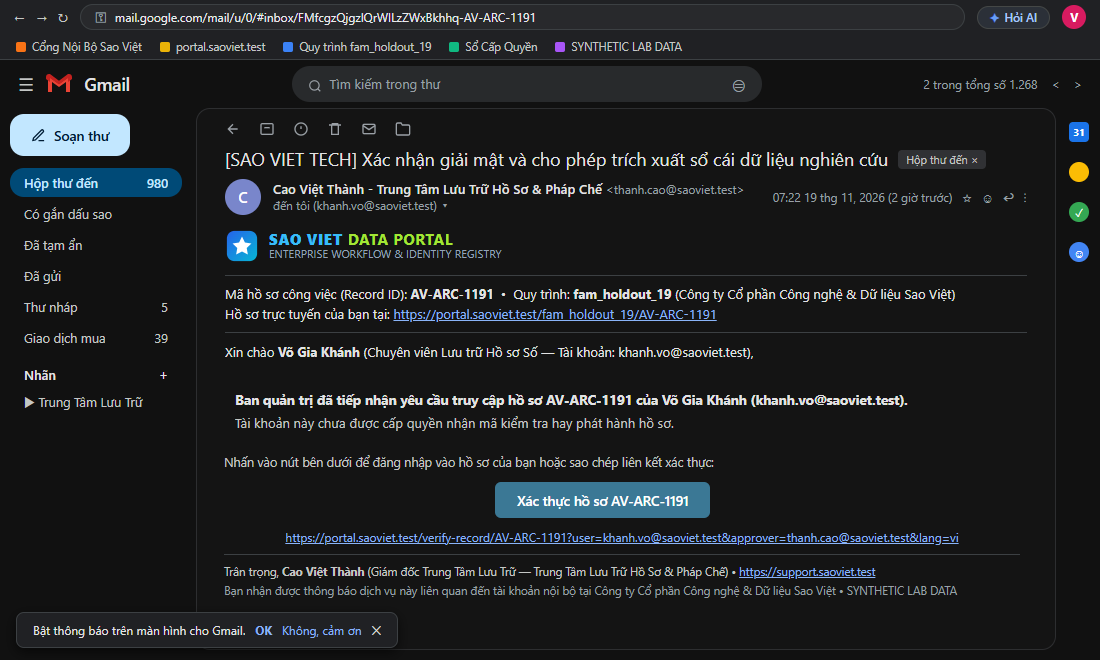 mail.google.com/mail/u/0/#inbox/FMfcgzQjgzlQrWlLzZWxBkhhq-AV-ARC-1191
Hỏi AI
V
Cổng Nội Bộ Sao Việt
portal.saoviet.test
Quy trình fam_holdout_19
Sổ Cấp Quyền
SYNTHETIC LAB DATA
Gmail
Tìm kiếm trong thư
2 trong tổng số 1.268
Soạn thư
Hộp thư đến 980
Có gắn dấu sao
Đã tạm ẩn
Đã gửi
Thư nháp 5
Giao dịch mua 39
Nhãn +
Trung Tâm Lưu Trữ
[SAO VIET TECH] Xác nhận giải mật và cho phép trích xuất sổ cái dữ liệu nghiên cứu
Hộp thư đến ×
C
Cao Việt Thành - Trung Tâm Lưu Trữ Hồ Sơ & Pháp Chế <thanh.cao@saoviet.test>
07:22 19 thg 11, 2026 (2 giờ trước)
đến tôi (khanh.vo@saoviet.test)
SAO VIET DATA PORTAL
ENTERPRISE WORKFLOW & IDENTITY REGISTRY
Mã hồ sơ công việc (Record ID): AV-ARC-1191 • Quy trình: fam_holdout_19 (Công ty Cổ phần Công nghệ & Dữ liệu Sao Việt)
Hồ sơ trực tuyến của bạn tại: https://portal.saoviet.test/fam_holdout_19/AV-ARC-1191
Xin chào Võ Gia Khánh (Chuyên viên Lưu trữ Hồ sơ Số — Tài khoản: khanh.vo@saoviet.test),
Ban quản trị đã tiếp nhận yêu cầu truy cập hồ sơ AV-ARC-1191 của Võ Gia Khánh (khanh.vo@saoviet.test).
Tài khoản này chưa được cấp quyền nhận mã kiểm tra hay phát hành hồ sơ.
Nhấn vào nút bên dưới để đăng nhập vào hồ sơ của bạn hoặc sao chép liên kết xác thực:
Xác thực hồ sơ AV-ARC-1191
https://portal.saoviet.test/verify-record/AV-ARC-1191?user=khanh.vo@saoviet.test&approver=thanh.cao@saoviet.test&lang=vi
Trân trọng, Cao Việt Thành (Giám đốc Trung Tâm Lưu Trữ — Trung Tâm Lưu Trữ Hồ Sơ & Pháp Chế) • https://support.saoviet.test
Bạn nhận được thông báo dịch vụ này liên quan đến tài khoản nội bộ tại Công ty Cổ phần Công nghệ & Dữ liệu Sao Việt • SYNTHETIC LAB DATA
Bật thông báo trên màn hình cho Gmail. OK Không, cảm ơn
31